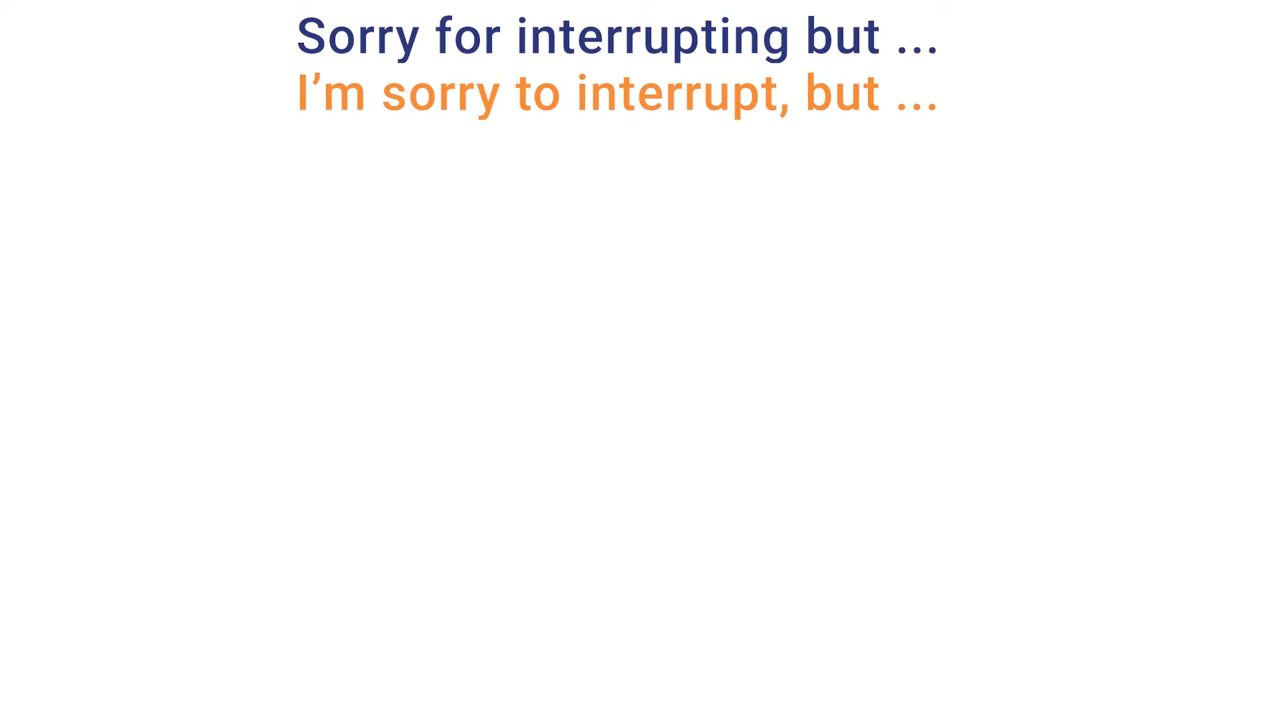 Sorry for interrupting but ...
I’m sorry to interrupt, but ...